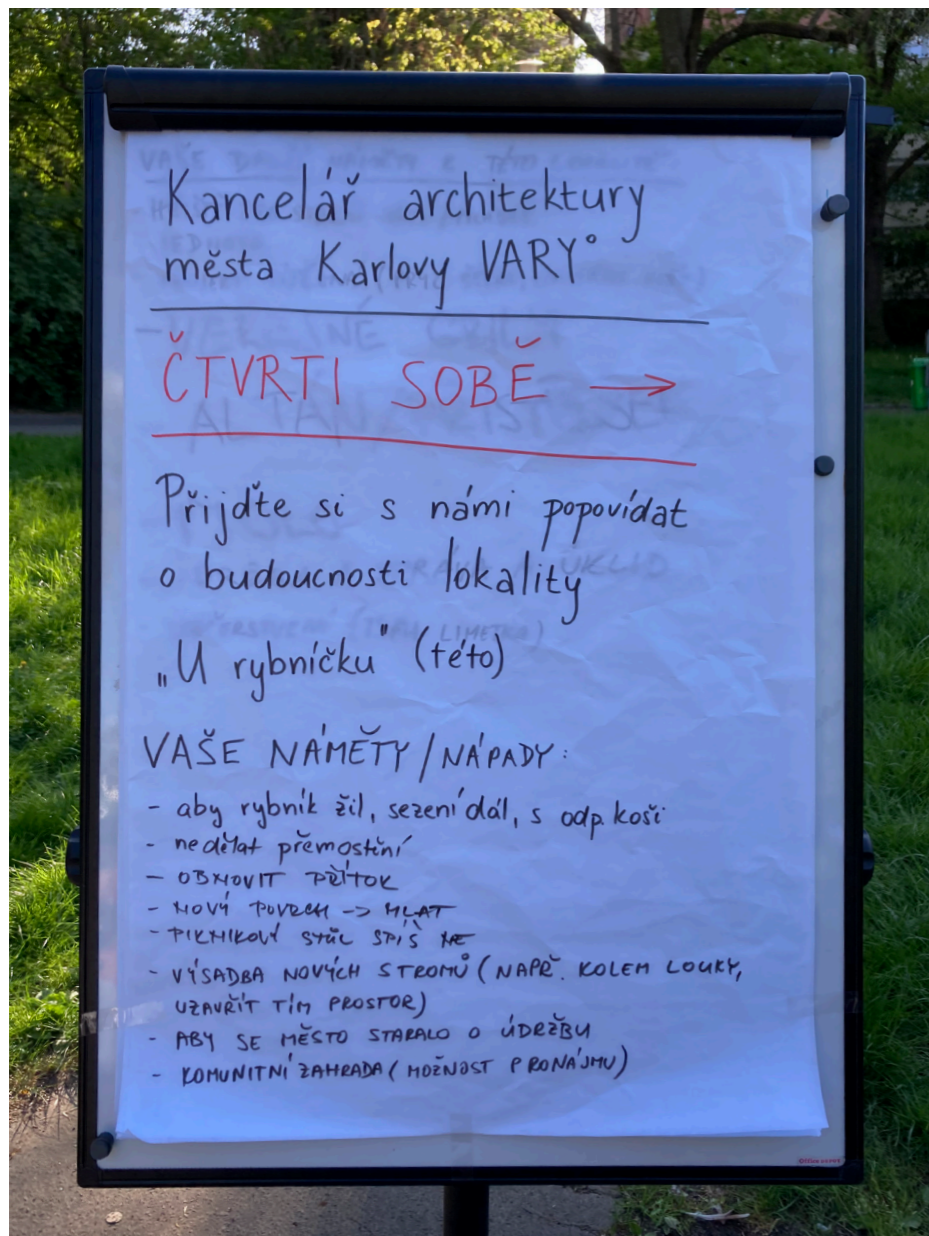 Kancelář architektury
města Karlovy VARY°
ČTVRTI SOBĚ →
Přijďte si s námi popovídat
o budoucnosti lokality
„U rybníčku" (této)
VAŠE NÁMĚTY / NÁPADY:
- aby rybník žil, sezení dál, s odp. koši
- nedělat přemostění
- OBNOVIT PŘÍTOK
- NOVÝ POVRCH -> MLAT
- PIKNIKOVÝ STŮL SPÍŠ NE
- VÝSADBA NOVÝCH STROMŮ (NAPŘ. KOLEM LOUKY,
UZAVŘÍT TÍM PROSTOR)
- ABY SE MĚSTO STARALO O ÚDRŽBU
- KOMUNITNÍ ZAHRADA (MOŽNOST PRONÁJMU)